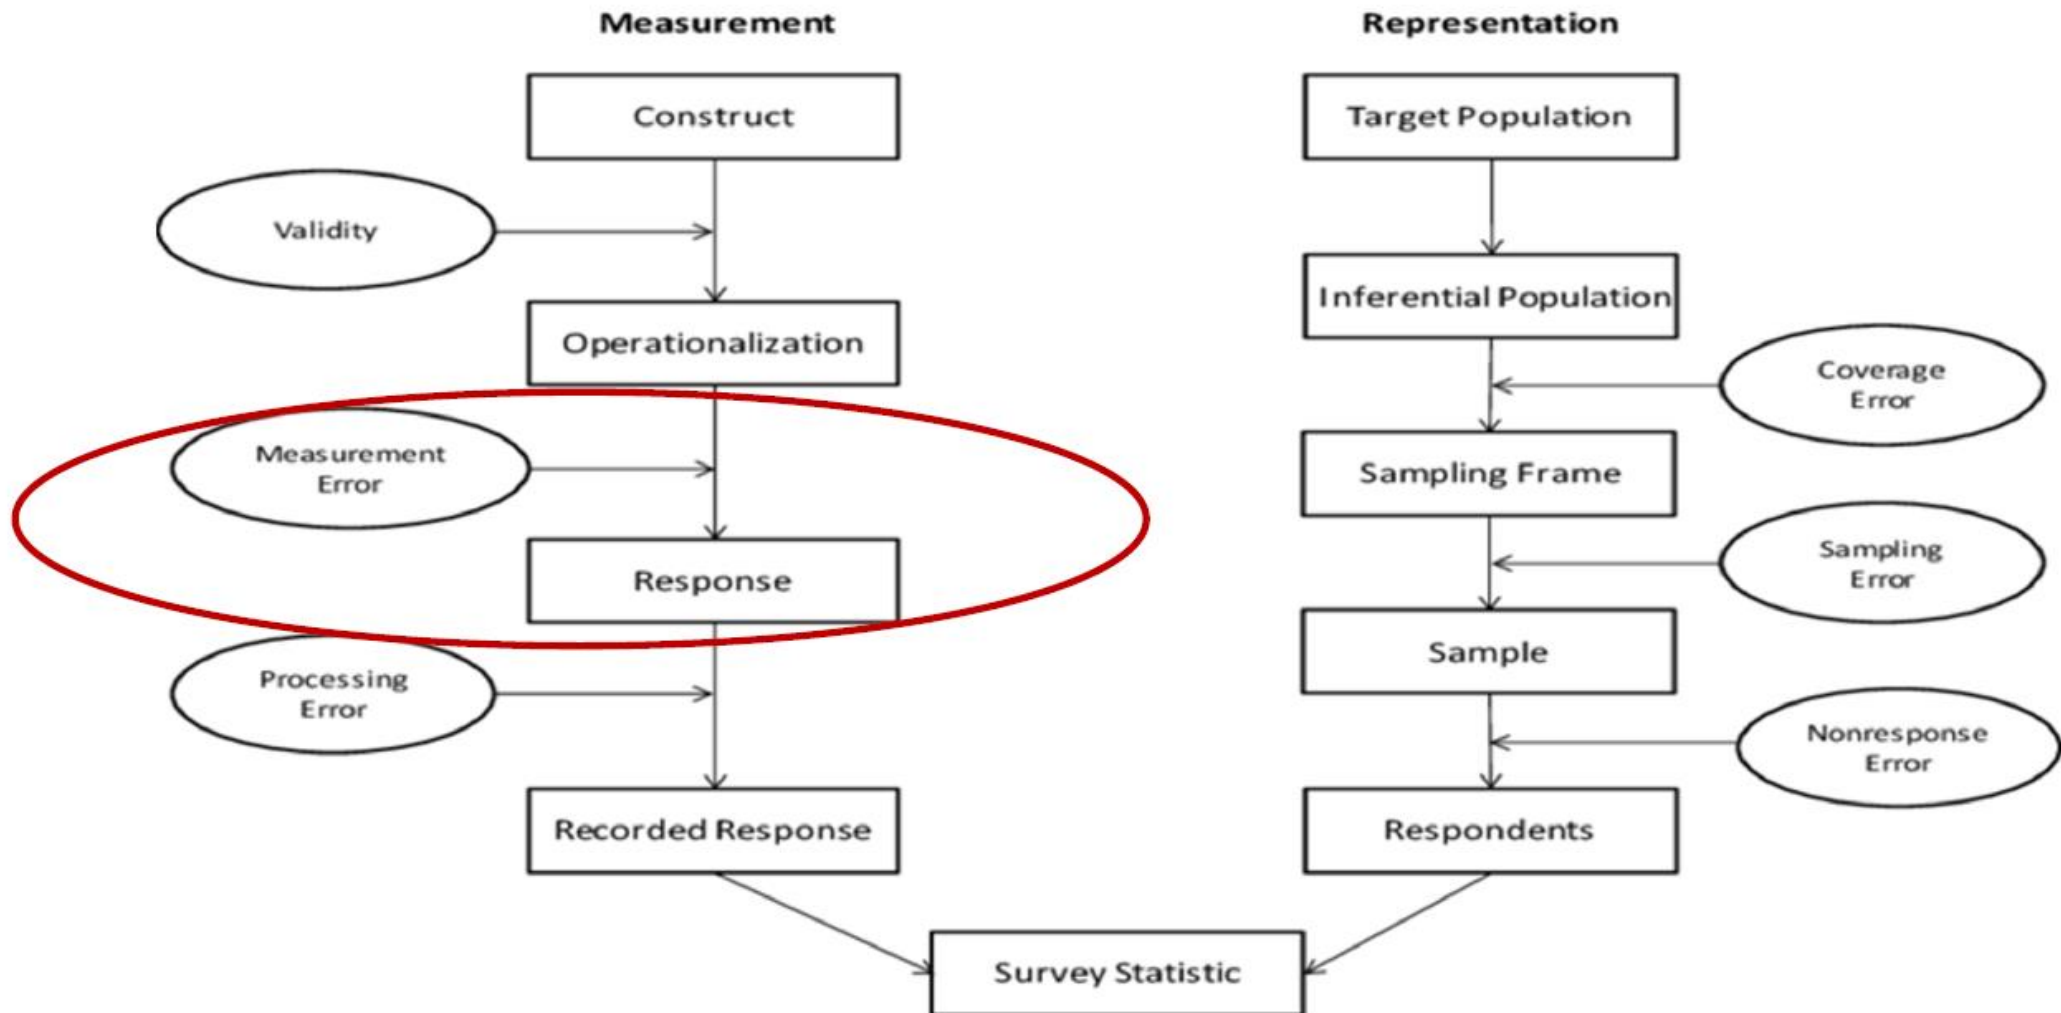 Measurement
Construct
Validity
Operationalization
Measurement
Error
Response
Processing
Error
Recorded Response
Representation
Target Population
Inferential Population
Coverage
Error
Sampling Frame
Sampling
Error
Sample
Nonresponse
Error
Respondents
Survey Statistic